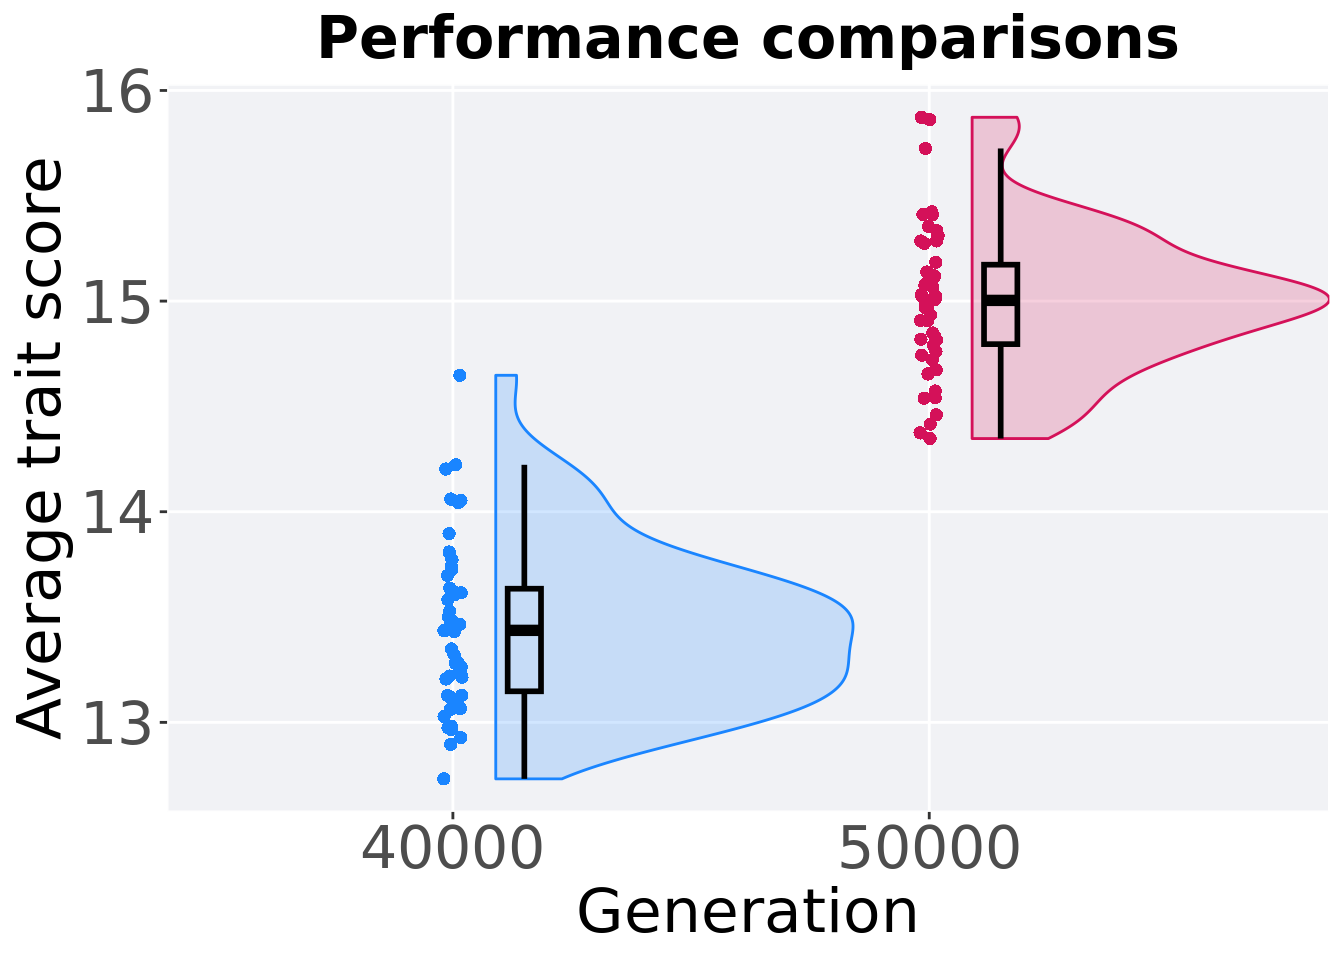 Performance comparisons
Average trait score
16
15
14
13
40000
50000
Generation